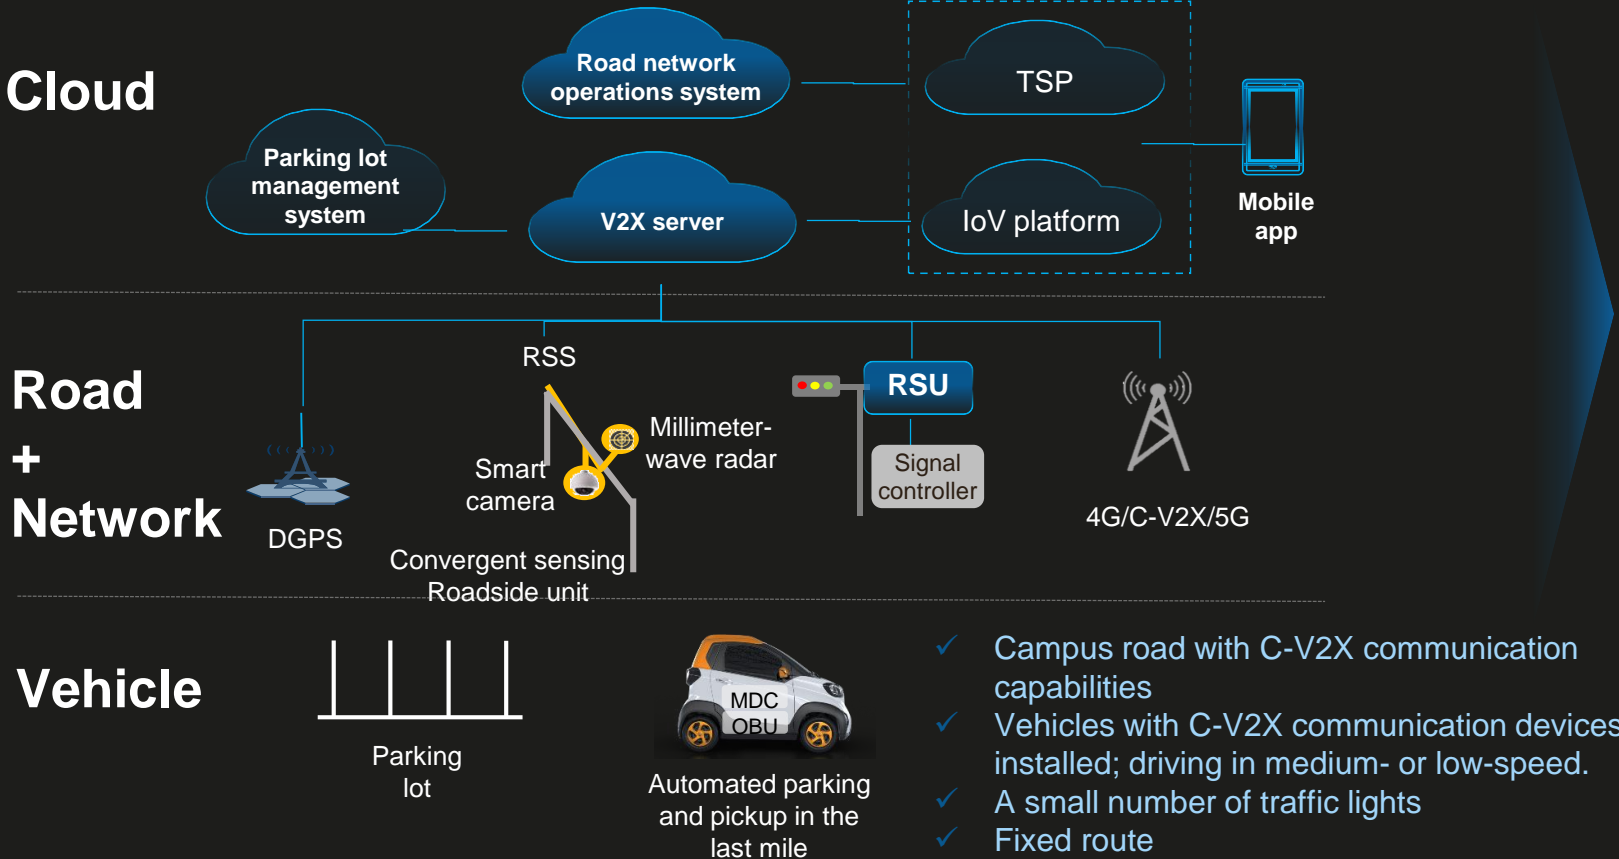 Cloud
Road network
operations system
TSP
Parking lot
management
system
V2X server
IoV platform
Mobile
app
Road
+
Network
RSS
RSU
Millimeter-
wave radar
Smart
camera
Signal
controller
DGPS
4G/C-V2X/5G
Convergent sensing
Roadside unit
Vehicle
Parking
lot
MDC
OBU
Automated parking
and pickup in the
last mile
✓ Campus road with C-V2X communication
capabilities
✓ Vehicles with C-V2X communication devices
installed; driving in medium- or low-speed.
✓ A small number of traffic lights
✓ Fixed route